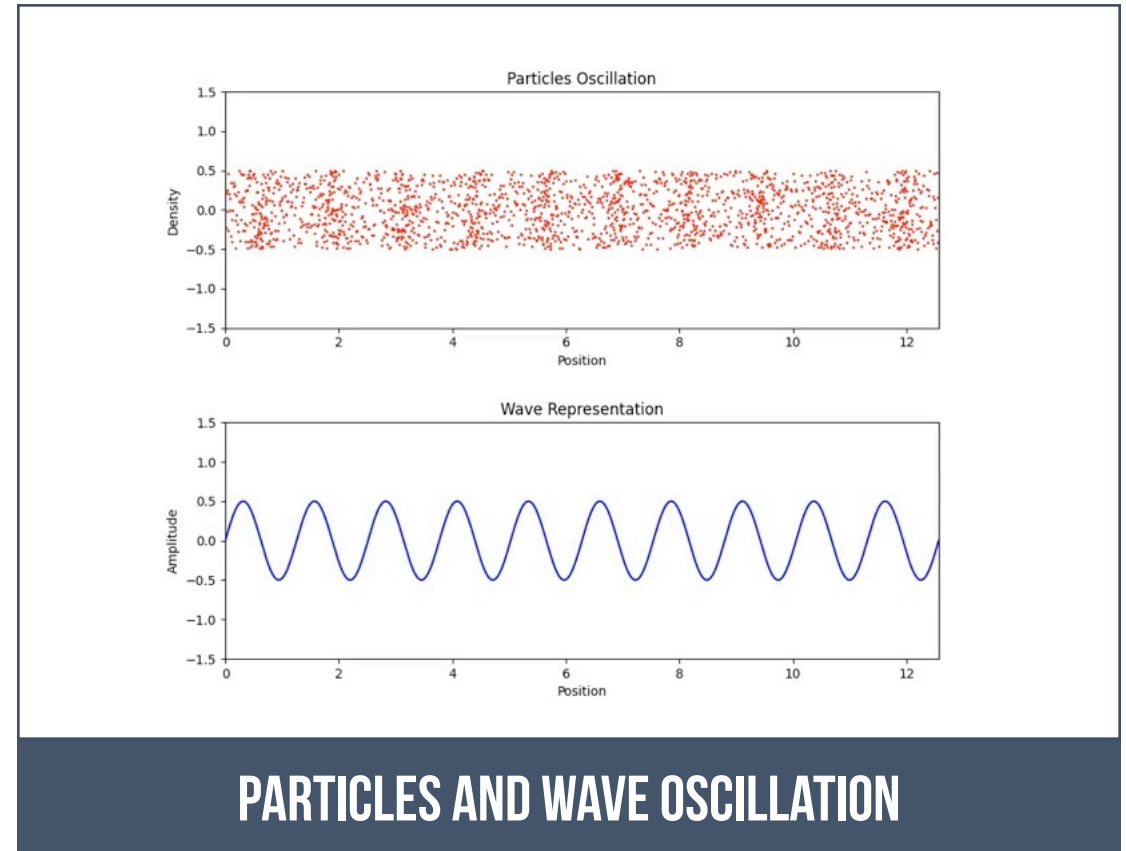 Particles Oscillation
1.5
1.0
0.5
0.0
−0.5
−1.0
−1.5
Density
0 2 4 6 8 10 12
Position
Wave Representation
1.5
1.0
0.5
0.0
−0.5
−1.0
−1.5
Amplitude
0 2 4 6 8 10 12
Position
PARTICLES AND WAVE OSCILLATION